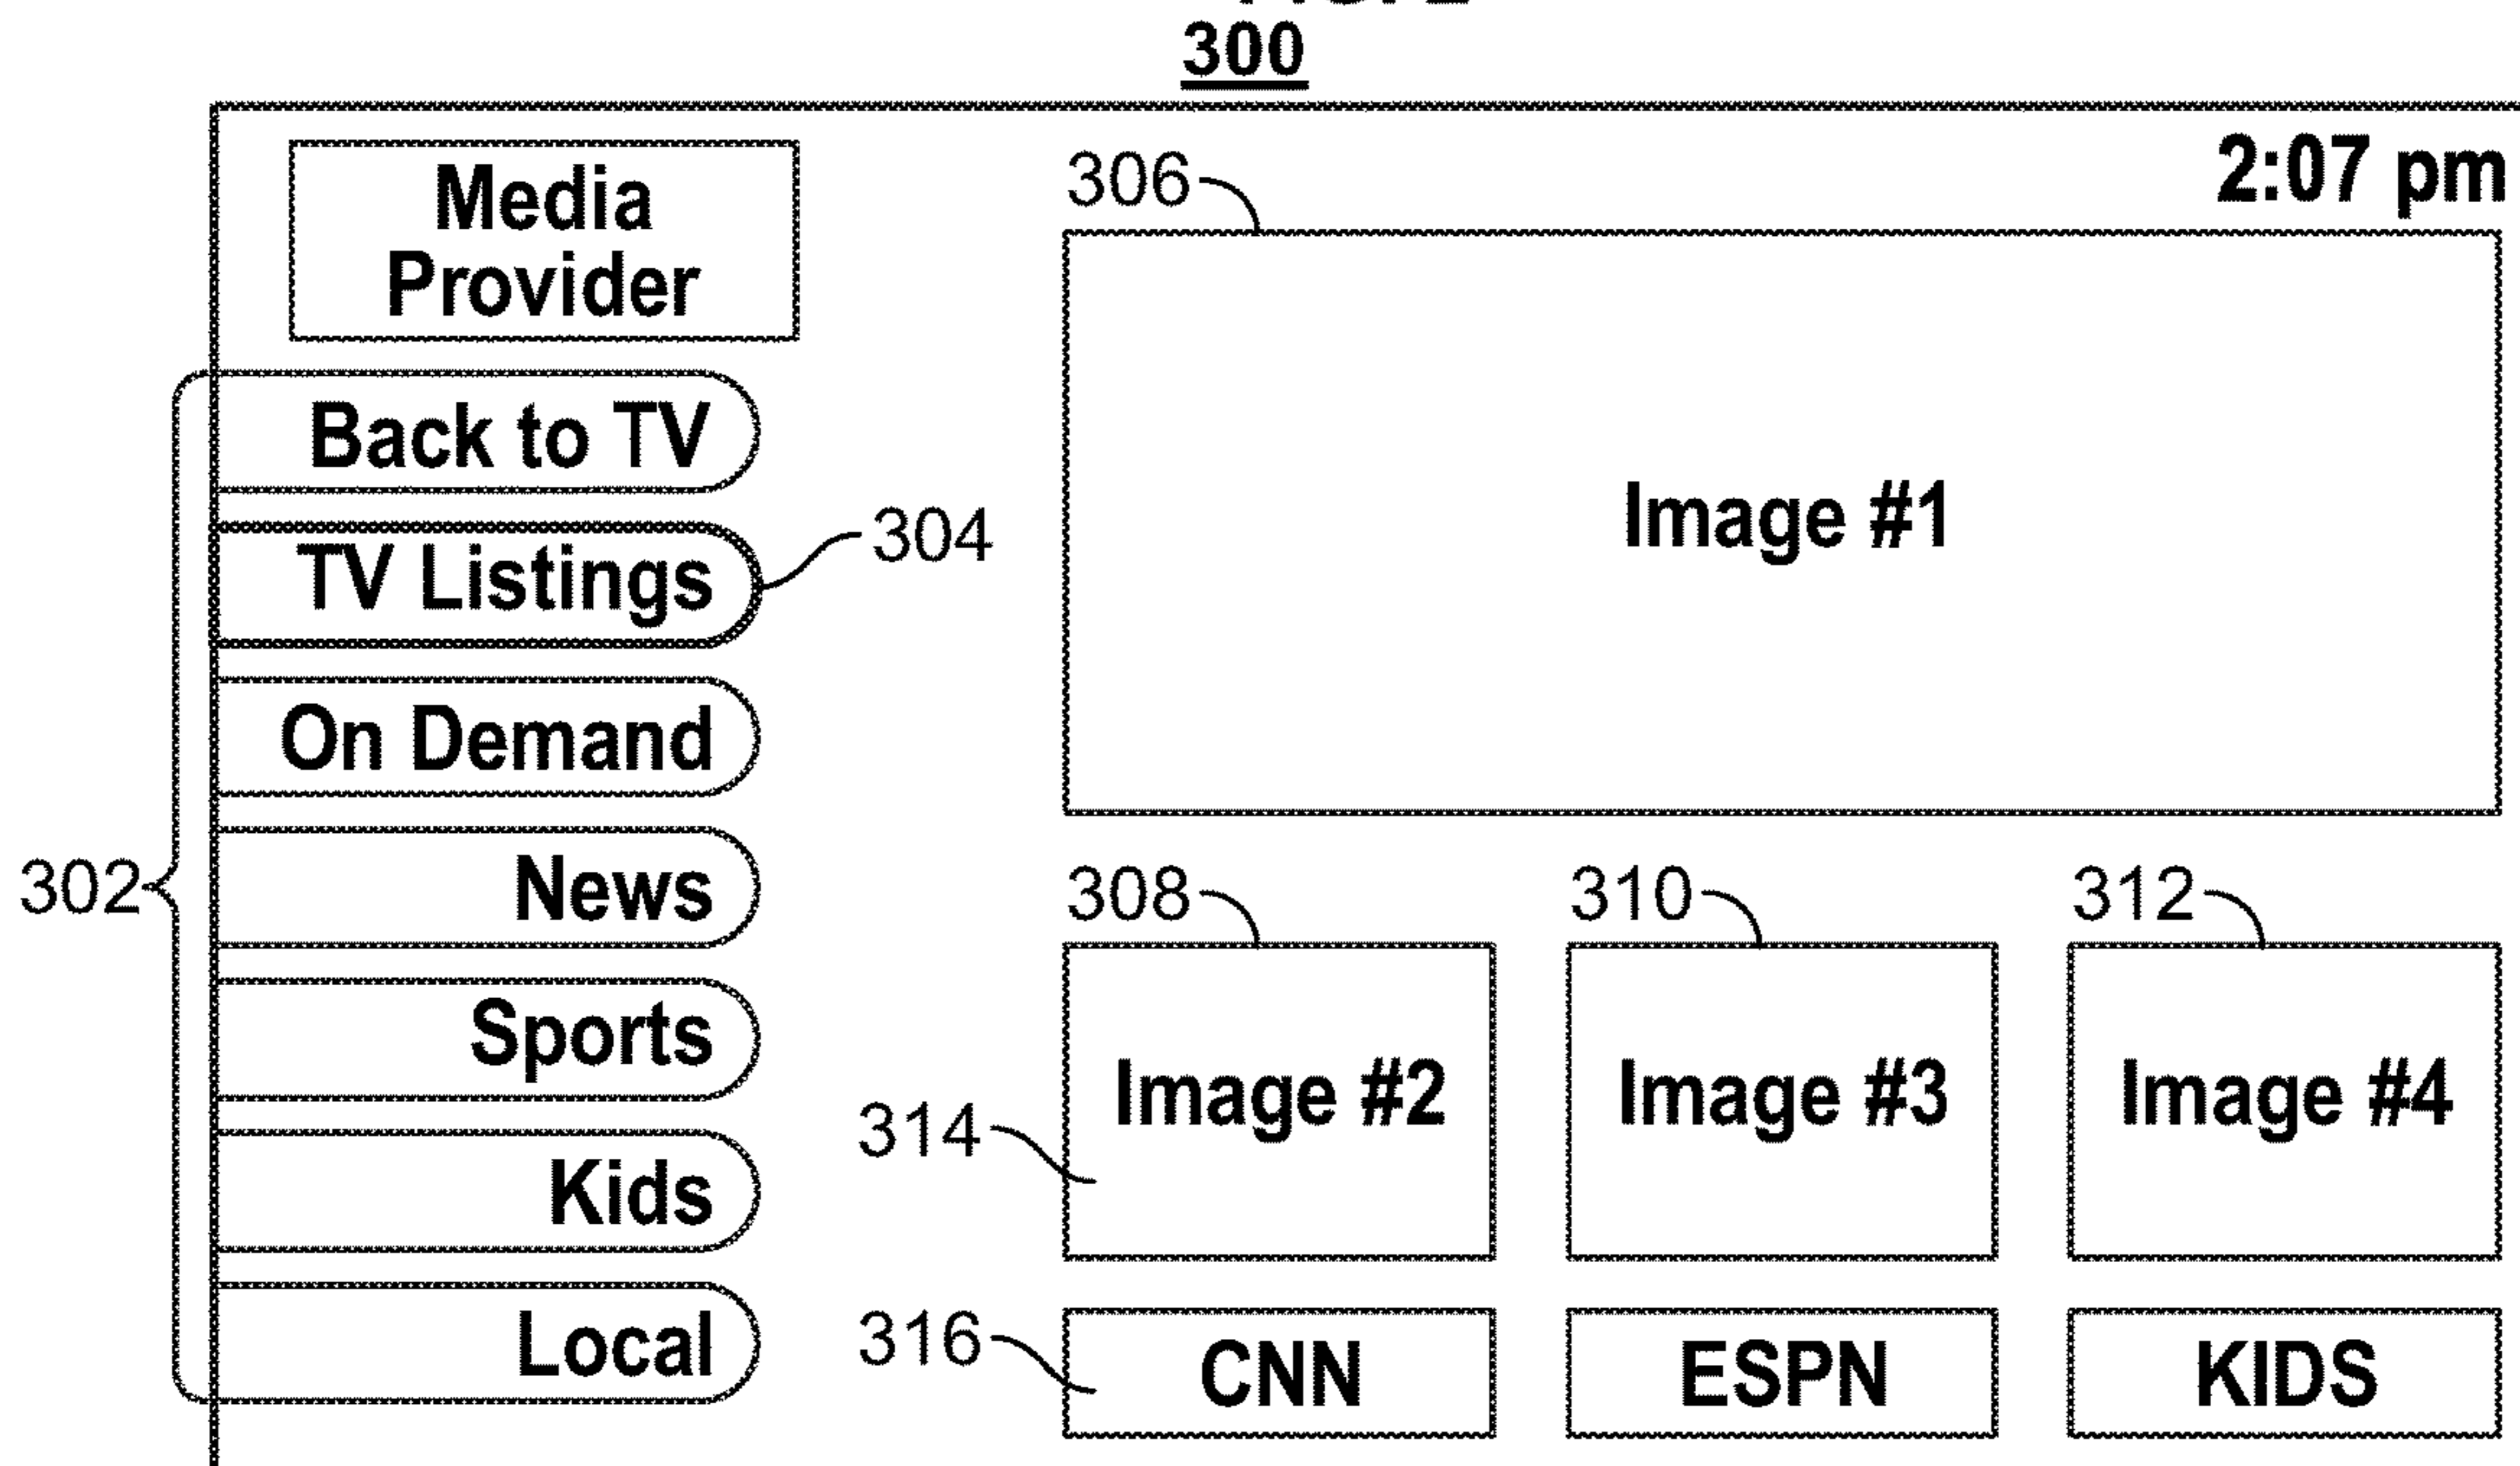 300
2:07 pm
Media
Provider
306
Back to TV
Image #1
TV Listings
304
On Demand
302
News
308
310
312
Sports
Image #2
Image #3
Image #4
314
Kids
Local
316
CNN
ESPN
KIDS